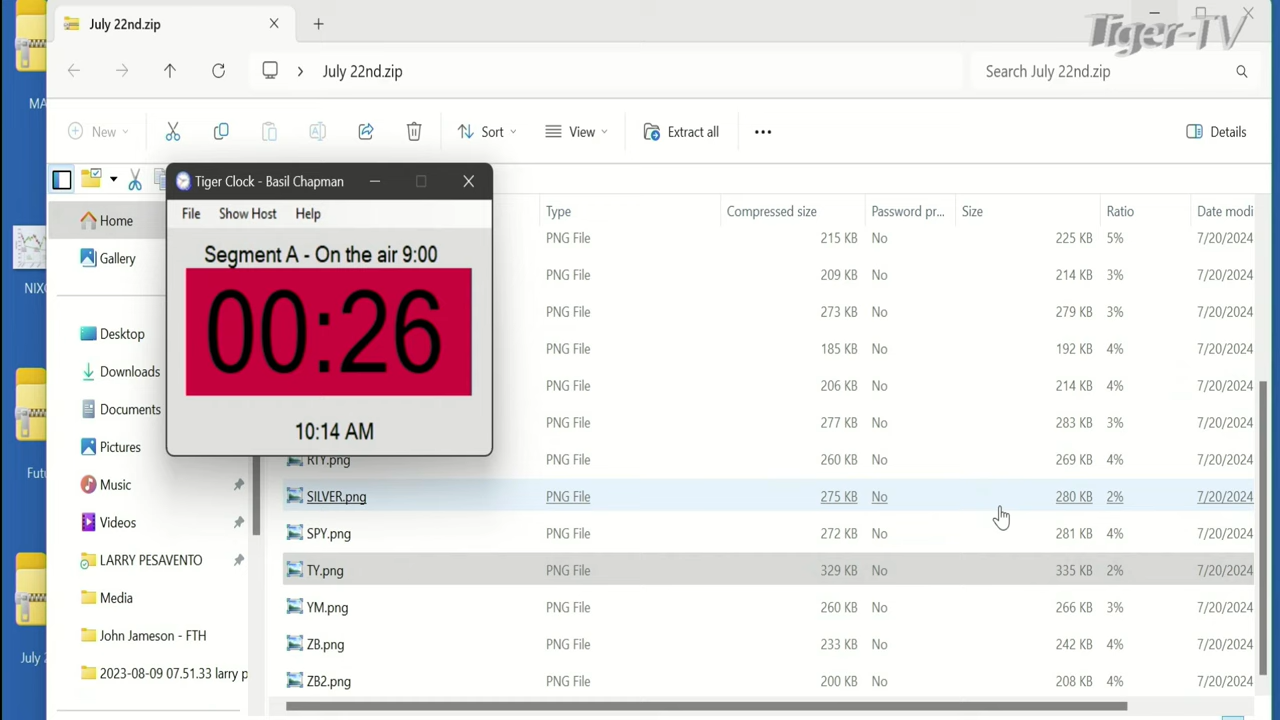 July 22nd.zip
Tiger-TV
July 22nd.zip
Search July 22nd.zip
New
Sort
View
Extract all
Details
Tiger Clock - Basil Chapman
File Show Host Help
Segment A - On the air 9:00
00:26
10:14 AM
Home
Gallery
Desktop
Downloads
Documents
Pictures
Music
Videos
LARRY PESAVENTO
Media
John Jameson - FTH
2023-08-09 07.51.33 larry p
Type Compressed size Password pr... Size Ratio Date modi
PNG File 215 KB No 225 KB 5% 7/20/2024
PNG File 209 KB No 214 KB 3% 7/20/2024
PNG File 273 KB No 279 KB 3% 7/20/2024
PNG File 185 KB No 192 KB 4% 7/20/2024
PNG File 206 KB No 214 KB 4% 7/20/2024
PNG File 277 KB No 283 KB 3% 7/20/2024
RTY.png PNG File 260 KB No 269 KB 4% 7/20/2024
SILVER.png PNG File 275 KB No 280 KB 2% 7/20/2024
SPY.png PNG File 272 KB No 281 KB 4% 7/20/2024
TY.png PNG File 329 KB No 335 KB 2% 7/20/2024
YM.png PNG File 260 KB No 266 KB 3% 7/20/2024
ZB.png PNG File 233 KB No 242 KB 4% 7/20/2024
ZB2.png PNG File 200 KB No 208 KB 4% 7/20/2024
MA
NIXO
Futu
July 2